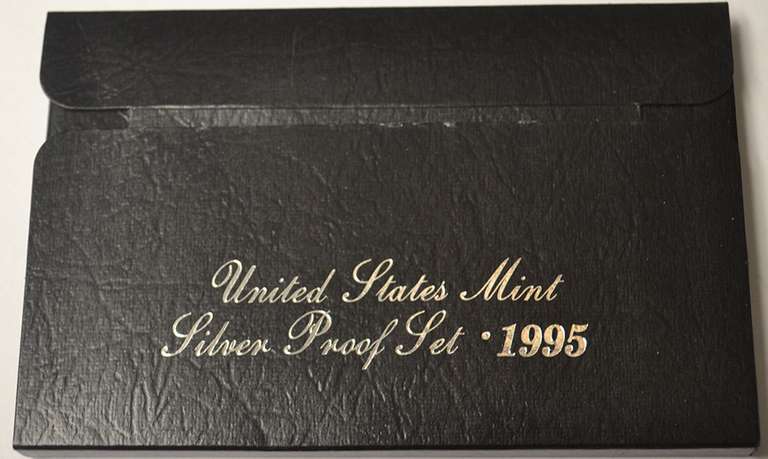 United States Mint
Silver Proof Set · 1995